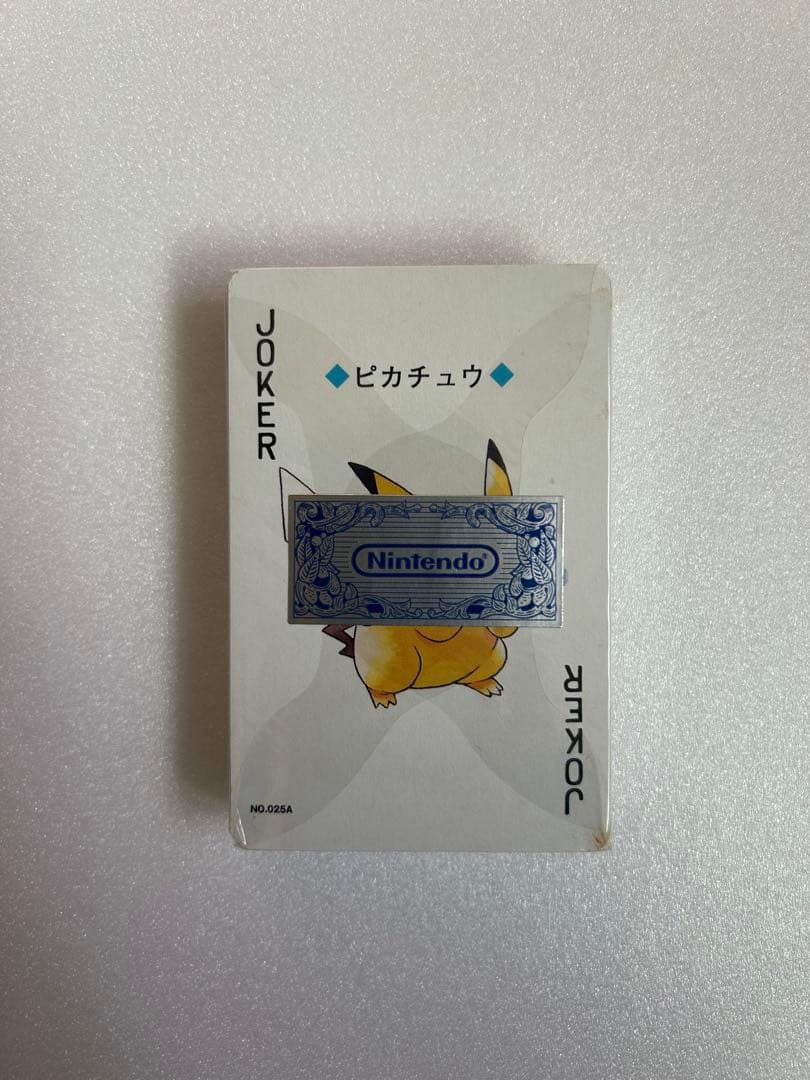 JOKER
◆ピカチュウ◆
Nintendo®
JOKER
NO.025A